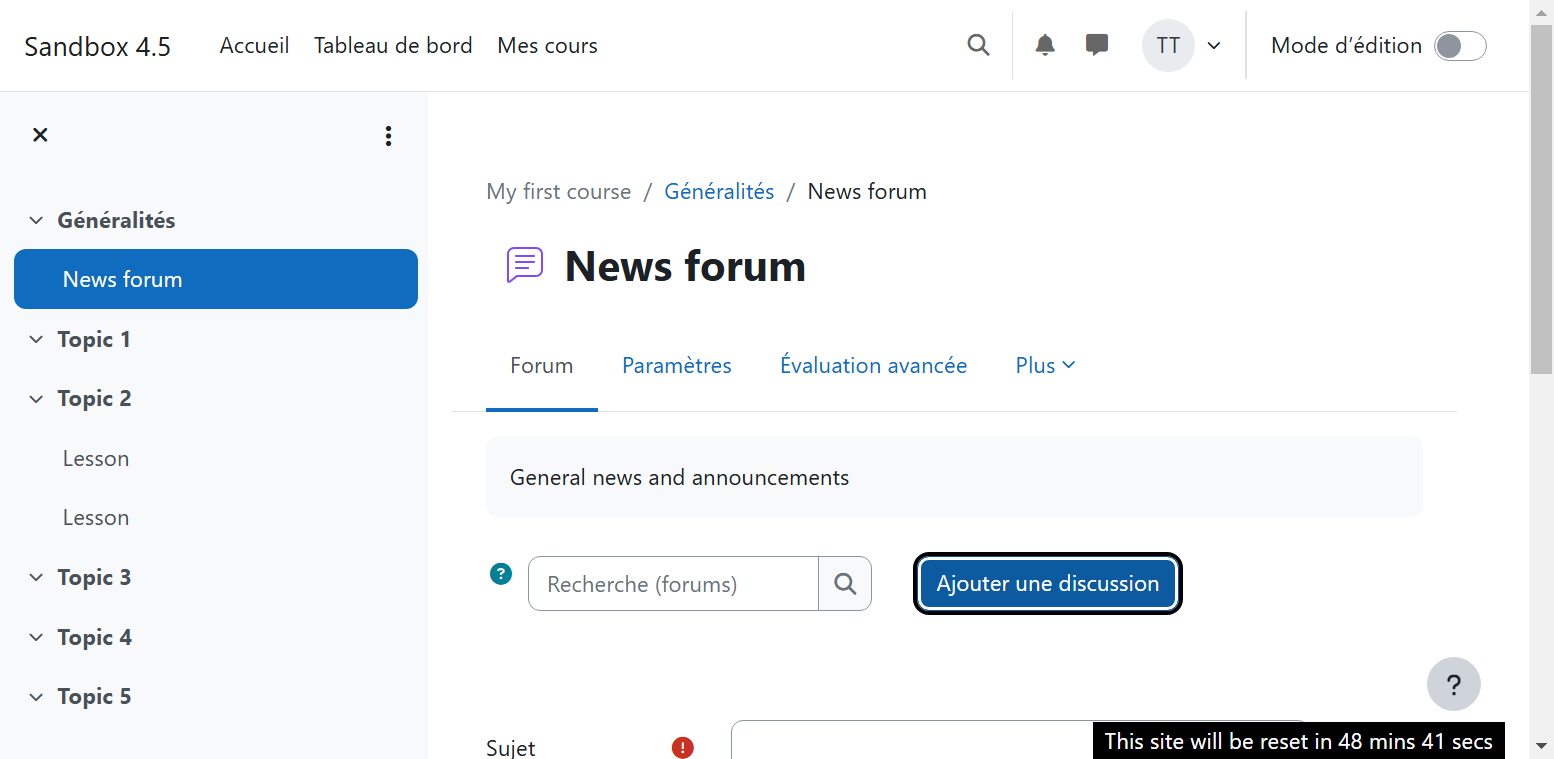 Sandbox 4.5 Accueil Tableau de bord Mes cours TT Mode d’édition
Généralités
News forum
Topic 1
Topic 2
Lesson
Lesson
Topic 3
Topic 4
Topic 5
My first course / Généralités / News forum
News forum
Forum Paramètres Évaluation avancée Plus
General news and announcements
? Recherche (forums) Ajouter une discussion
?
Sujet !
This site will be reset in 48 mins 41 secs